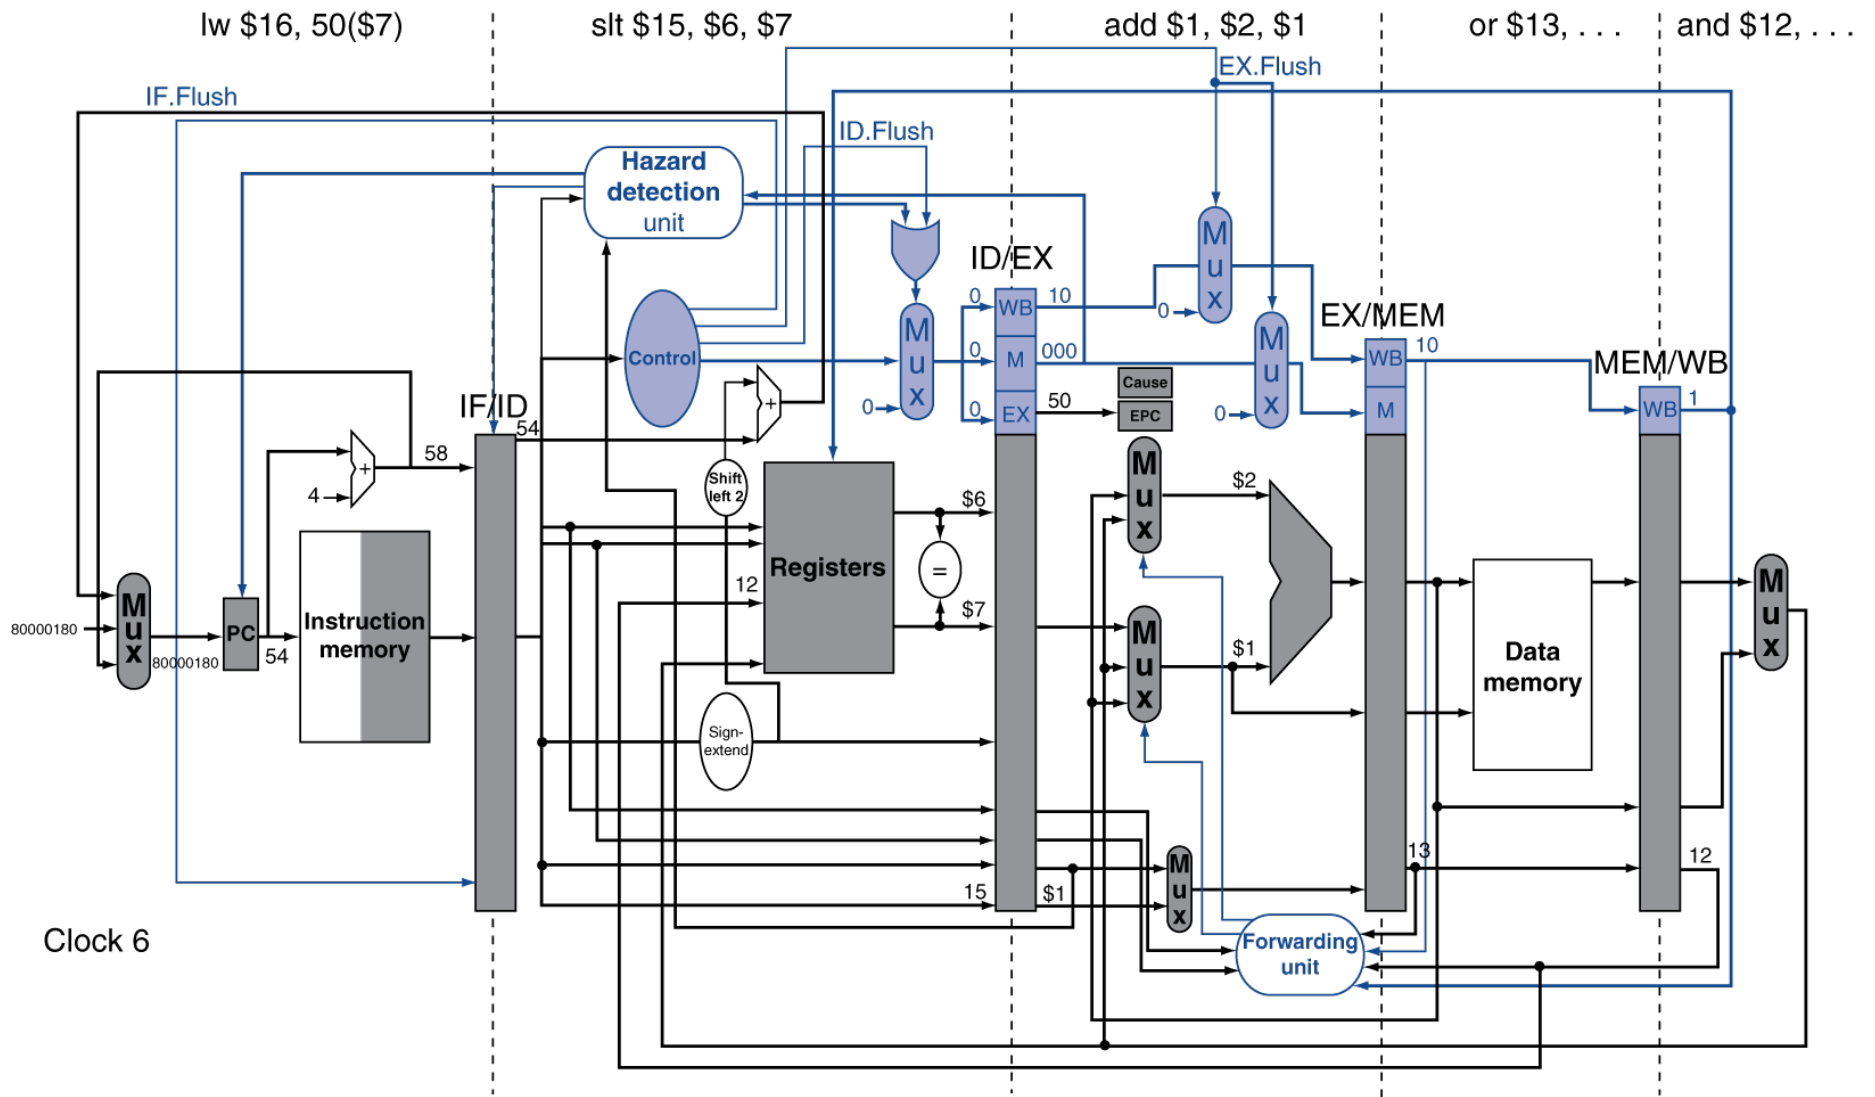 lw $16, 50($7)
slt $15, $6, $7
add $1, $2, $1
or $13, . . .
and $12, . . .
EX.Flush
IF.Flush
ID.Flush
Hazard
detection
unit
ID/EX
M
u
x
0
WB
10
0
EX/MEM
Control
M
u
x
0
0
M
000
M
u
x
0
WB
10
MEM/WB
Cause
0
EX
50
EPC
M
WB
1
IF/ID
54
+
58
+
4
Shift
left 2
M
u
x
$2
$6
=
Registers
12
$7
M
u
x
$1
M
u
x
80000180
80000180
PC
54
Instruction
memory
Data
memory
M
u
x
Sign-
extend
13
12
15
$1
M
u
x
Clock 6
Forwarding
unit